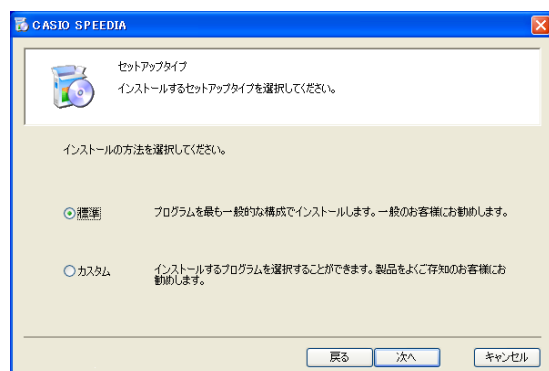 CASIO SPEEDIA
セットアップタイプ
インストールするセットアップタイプを選択してください。
インストールの方法を選択してください。
標準
プログラムを最も一般的な構成でインストールします。一般のお客様にお勧めします。
カスタム
インストールするプログラムを選択することができます。製品をよくご存知のお客様にお
勧めします。
戻る
次へ
キャンセル